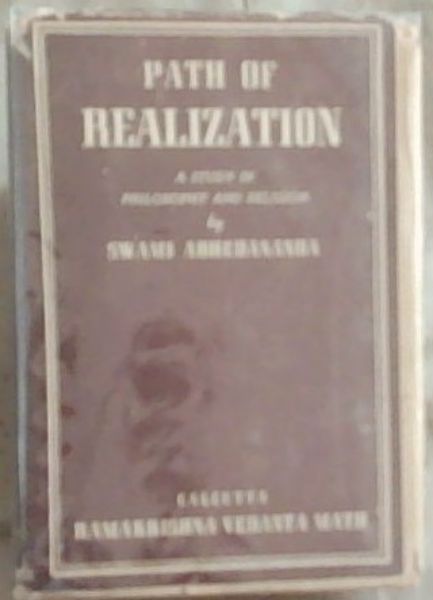 PATH OF
REALIZATION
A STUDY IN
PHILOSOPHY AND RELIGION
by
SWAMI ABHEDANANDA
CALCUTTA
RAMAKRISHNA VEDANTA MATH